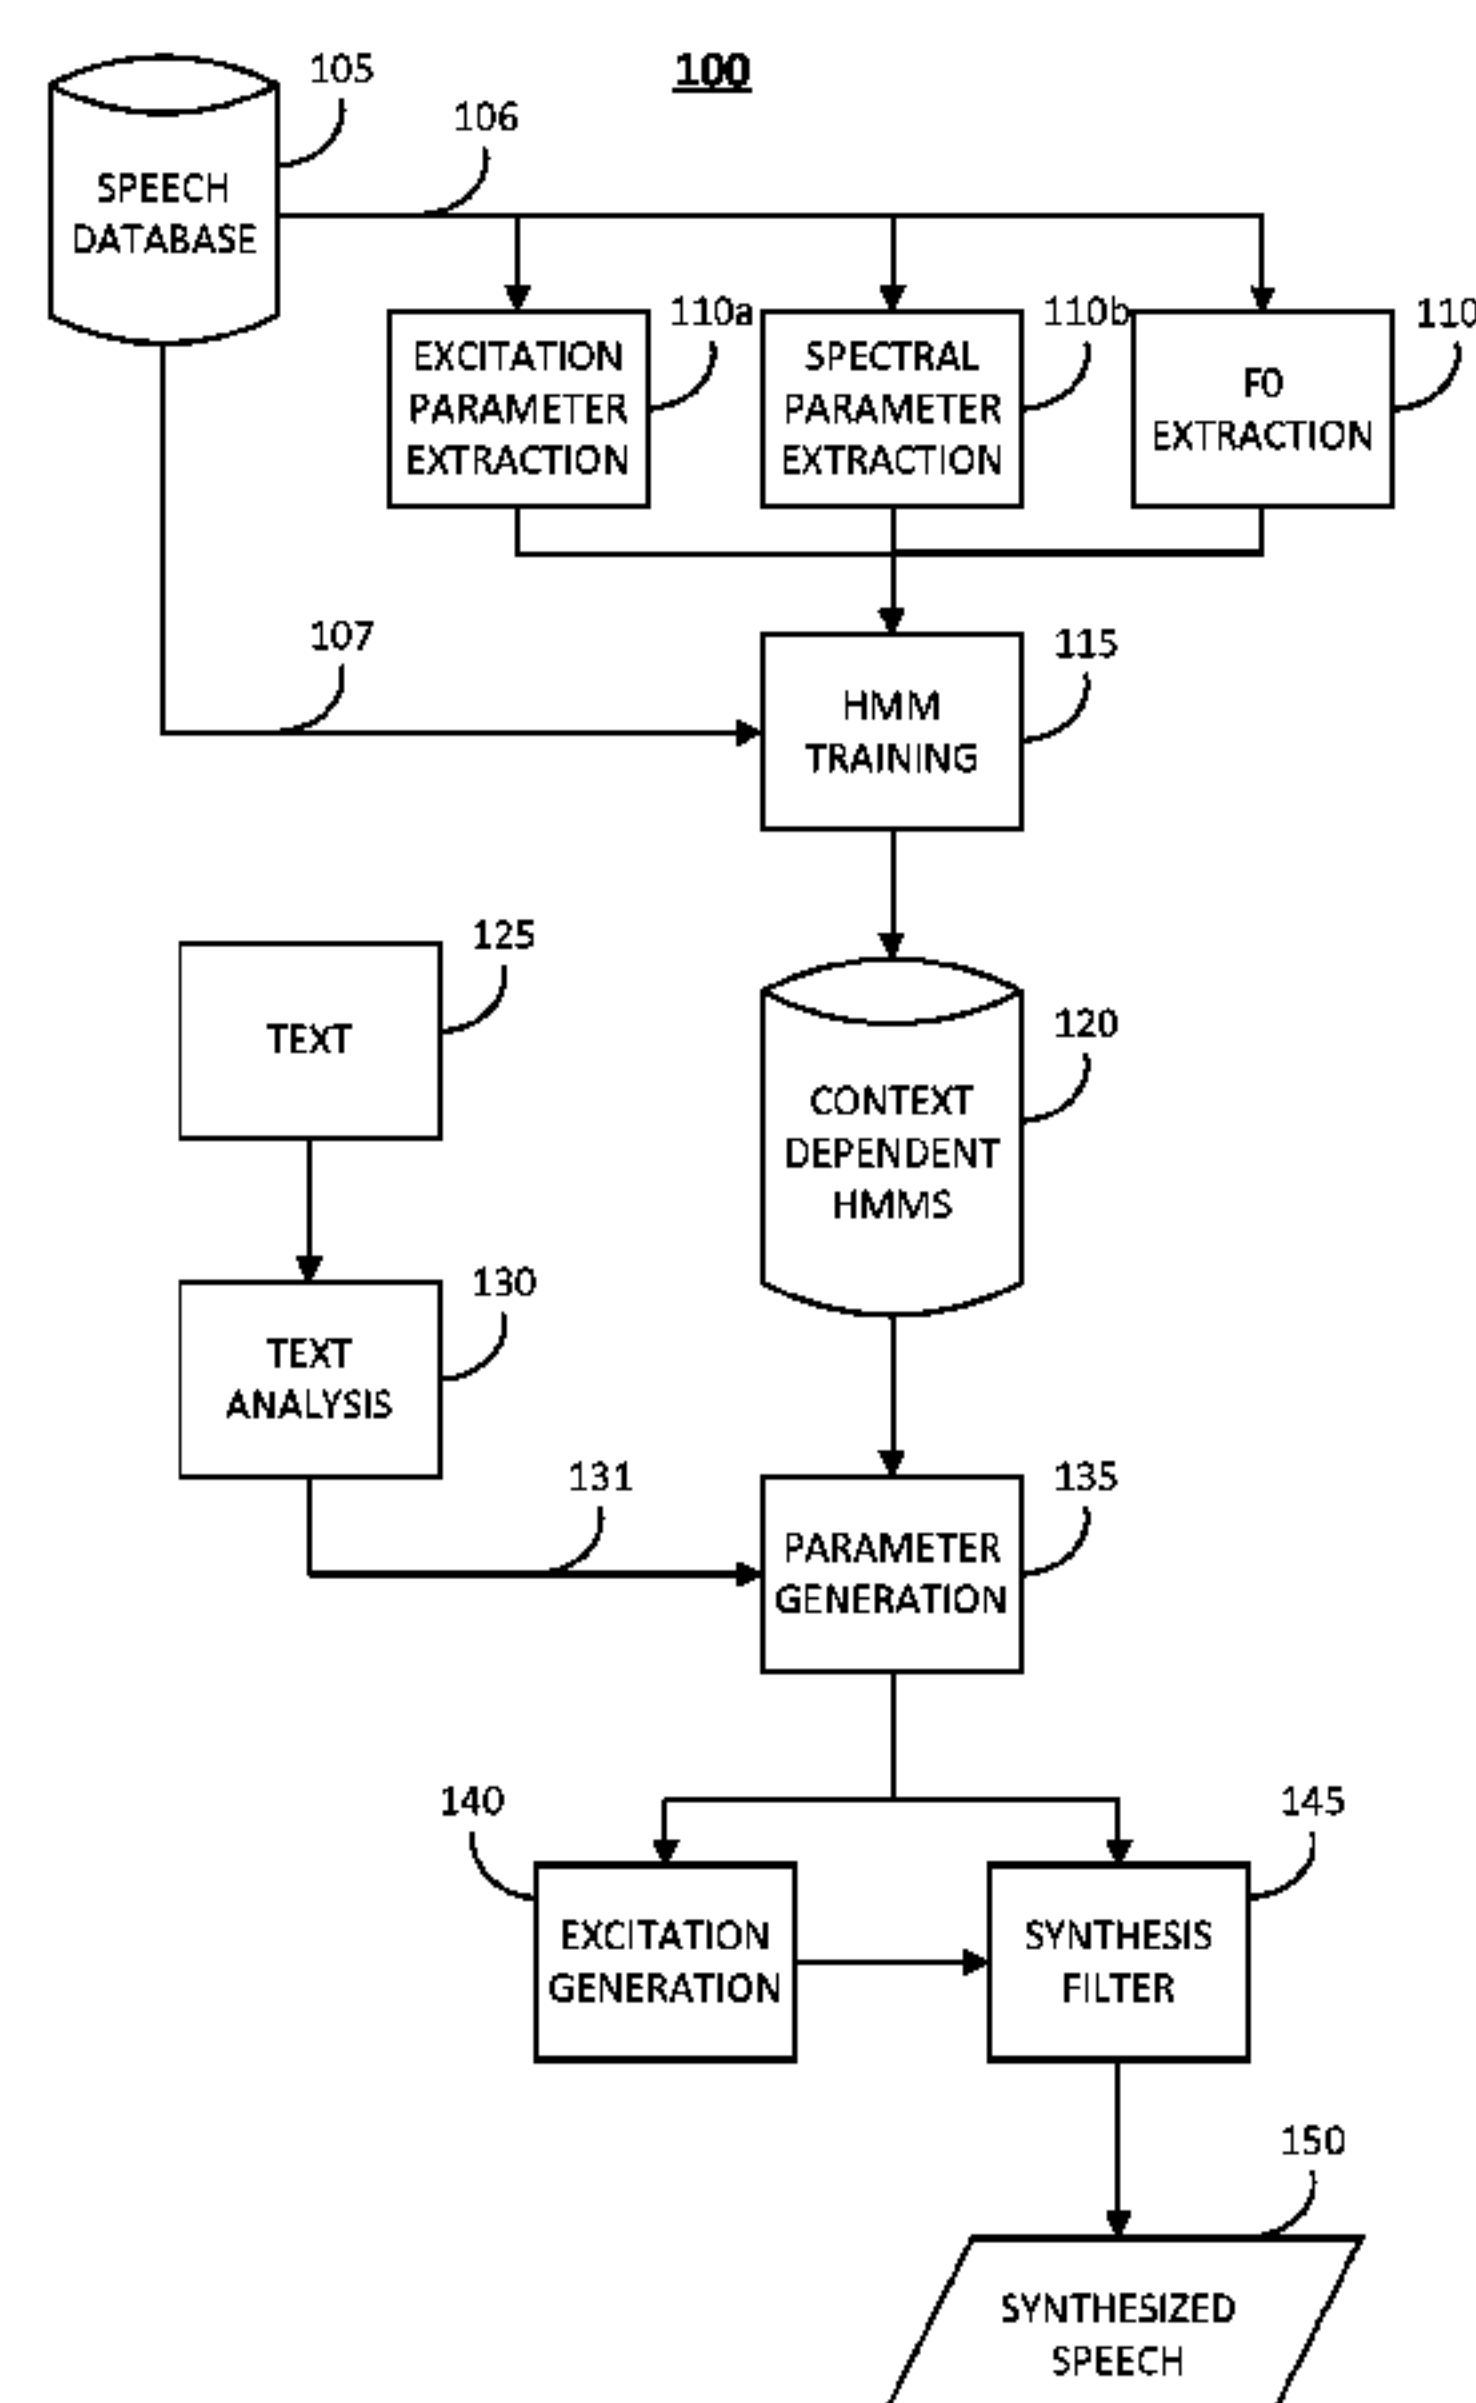 100
105
106
SPEECH
DATABASE
110a
110b
110
EXCITATION
PARAMETER
EXTRACTION
SPECTRAL
PARAMETER
EXTRACTION
F0
EXTRACTION
107
115
HMM
TRAINING
125
TEXT
120
CONTEXT
DEPENDENT
HMMS
130
TEXT
ANALYSIS
131
135
PARAMETER
GENERATION
140
145
EXCITATION
GENERATION
SYNTHESIS
FILTER
150
SYNTHESIZED
SPEECH